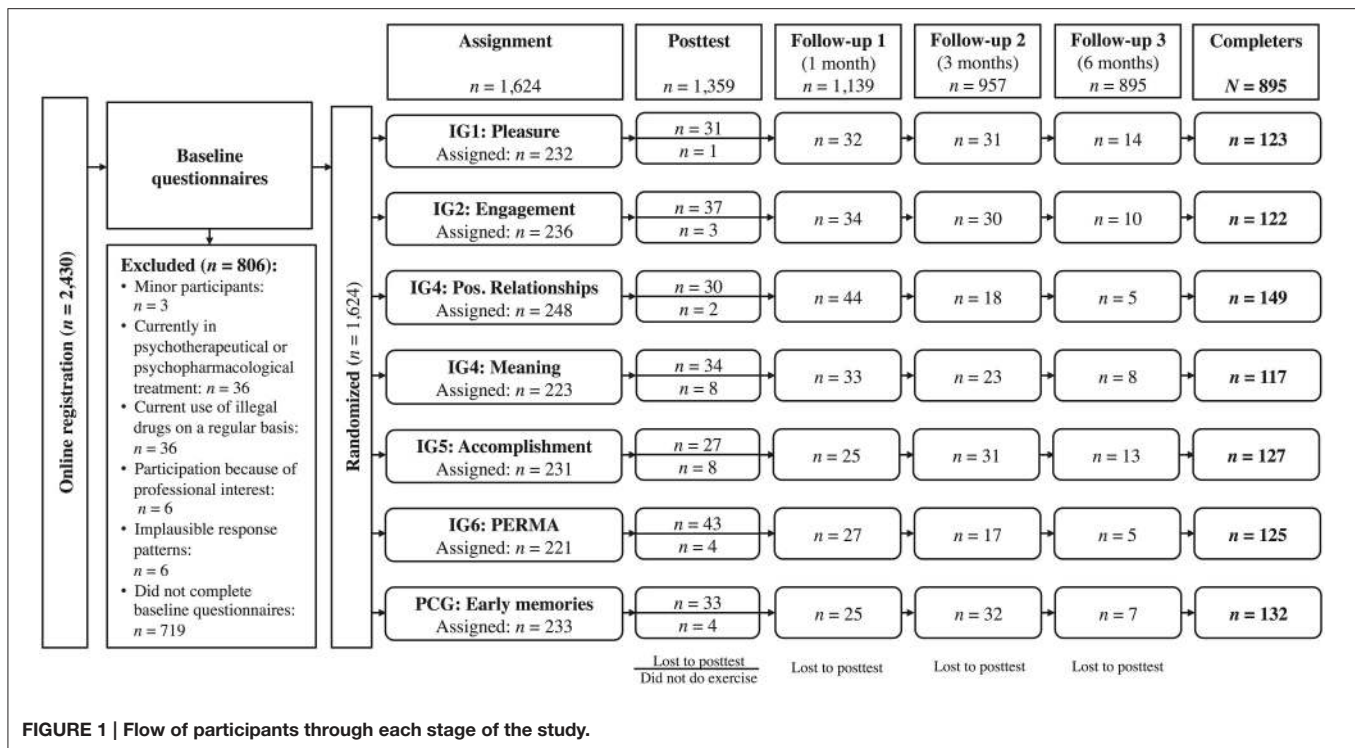 Assignment
n = 1,624
Posttest
n = 1,359
Follow-up 1
(1 month)
n = 1,139
Follow-up 2
(3 months)
n = 957
Follow-up 3
(6 months)
n = 895
Completers
N = 895
Online registration (n = 2,430)
Baseline
questionnaires
Excluded (n = 806):
• Minor participants:
n = 3
• Currently in
psychotherapeutical or
psychopharmacological
treatment: n = 36
• Current use of illegal
drugs on a regular basis:
n = 36
• Participation because of
professional interest:
n = 6
• Implausible response
patterns:
n = 6
• Did not complete
baseline questionnaires:
n = 719
Randomized (n = 1,624)
IG1: Pleasure
Assigned: n = 232
n = 31
n = 1
n = 32
n = 31
n = 14
n = 123
IG2: Engagement
Assigned: n = 236
n = 37
n = 3
n = 34
n = 30
n = 10
n = 122
IG4: Pos. Relationships
Assigned: n = 248
n = 30
n = 2
n = 44
n = 18
n = 5
n = 149
IG4: Meaning
Assigned: n = 223
n = 34
n = 8
n = 33
n = 23
n = 8
n = 117
IG5: Accomplishment
Assigned: n = 231
n = 27
n = 8
n = 25
n = 31
n = 13
n = 127
IG6: PERMA
Assigned: n = 221
n = 43
n = 4
n = 27
n = 17
n = 5
n = 125
PCG: Early memories
Assigned: n = 233
n = 33
n = 4
n = 25
n = 32
n = 7
n = 132
Lost to posttest
Did not do exercise
Lost to posttest
Lost to posttest
Lost to posttest
FIGURE 1 | Flow of participants through each stage of the study.